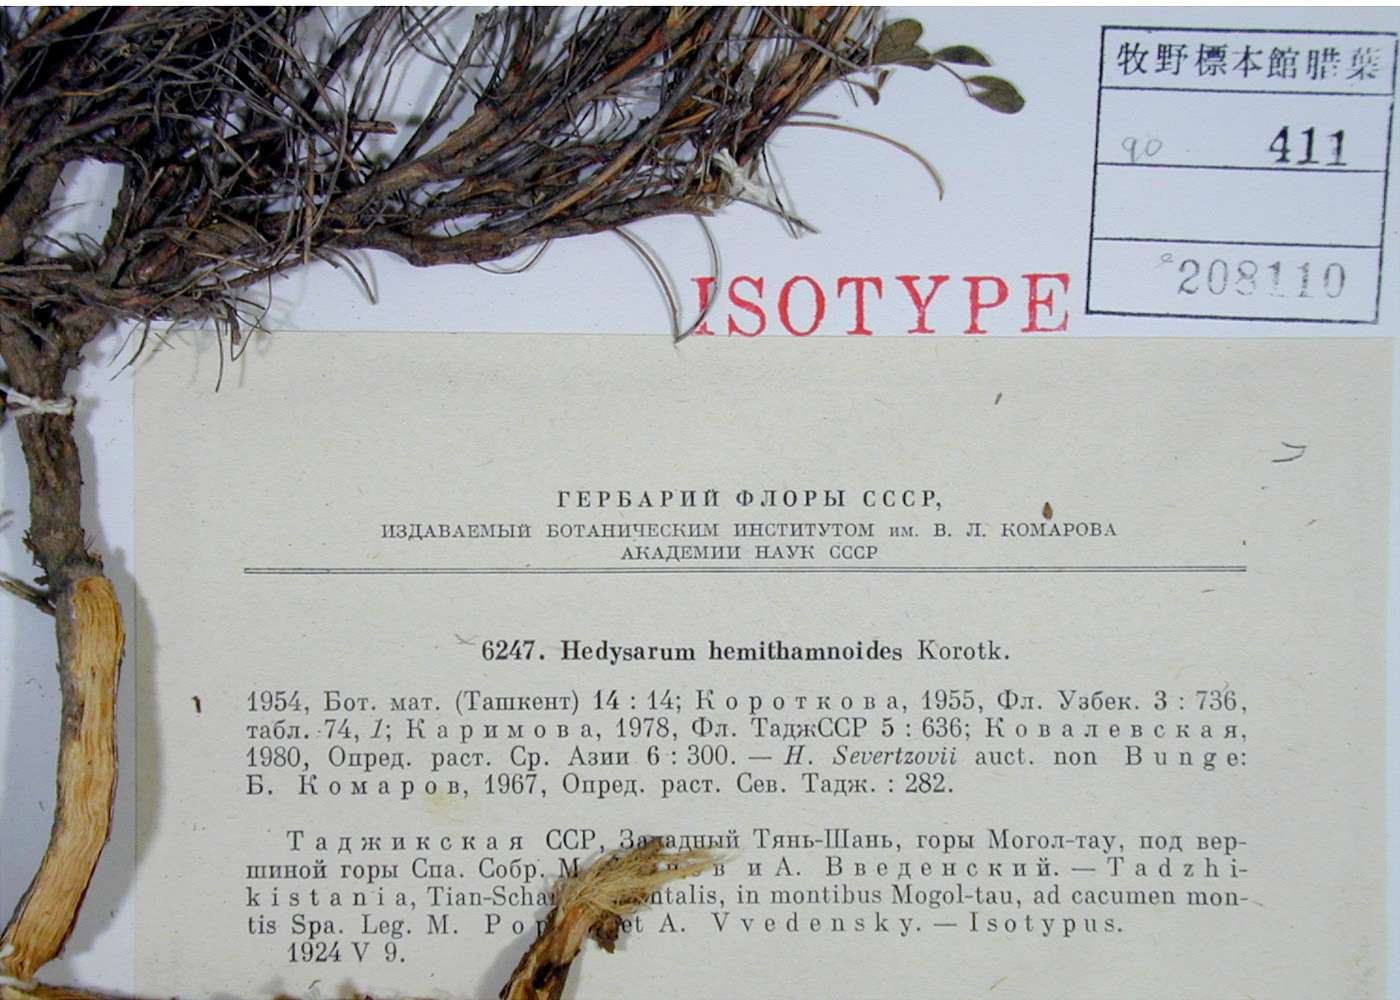 牧野標本館腊葉
90 411
208110
ISOTYPE
ГЕРБАРИЙ ФЛОРЫ СССР,
ИЗДАВАЕМЫЙ БОТАНИЧЕСКИМ ИНСТИТУТОМ им. В. Л. КОМАРОВА
АКАДЕМИИ НАУК СССР
6247. Hedysarum hemithamnoides Korotk.
1954, Бот. мат. (Ташкент) 14 : 14; Короткова, 1955, Фл. Узбек. 3 : 736,
табл. 74, 1; Каримова, 1978, Фл. ТаджССР 5 : 636; Ковалевская,
1980, Опред. раст. Ср. Азии 6 : 300. — H. Severtzovii auct. non Bunge:
Б. Комаров, 1967, Опред. раст. Сев. Тадж. : 282.
Таджикская ССР, Западный Тянь-Шань, горы Могол-тау, под вер-
шиной горы Спа. Собр. М. и А. Введенский. — Tadzhi-
kistania, in montibus Mogol-tau, ad cacumen mon-
tis Spa. Leg. M. et A. Vvedensky. — Isotypus.
1924 V 9.